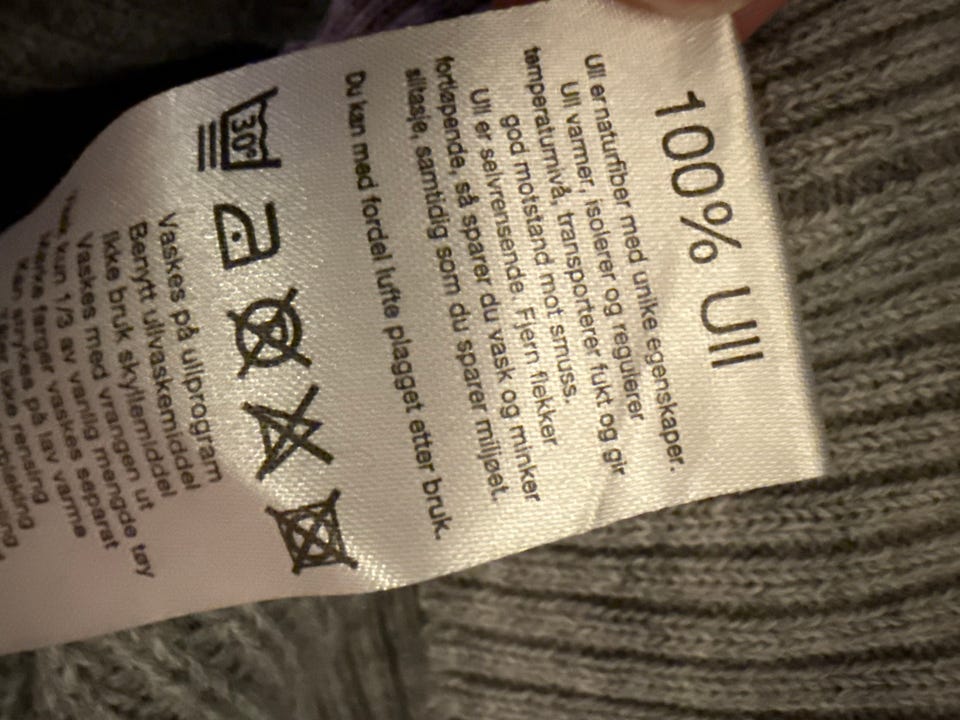 100% Ull
Ull er naturfiber med unike egenskaper.
Ull varmer, isolerer og regulerer
temperaturnivå, transporterer fukt og gir
god motstand mot smuss.
Ull er selvrensende. Fjern flekker
fortløpende, så sparer du vask og minker
slitasje, samtidig som du sparer miljøet.
Du kan med fordel lufte plagget etter bruk.
30°
Vaskes på ullprogram
Benytt ullvaskemiddel
Ikke bruk skyllemiddel
Vaskes med vrangen ut
kun 1/3 av vanlig mengde tøy
farger vaskes separat
strykes på lav varme
ikke rensing